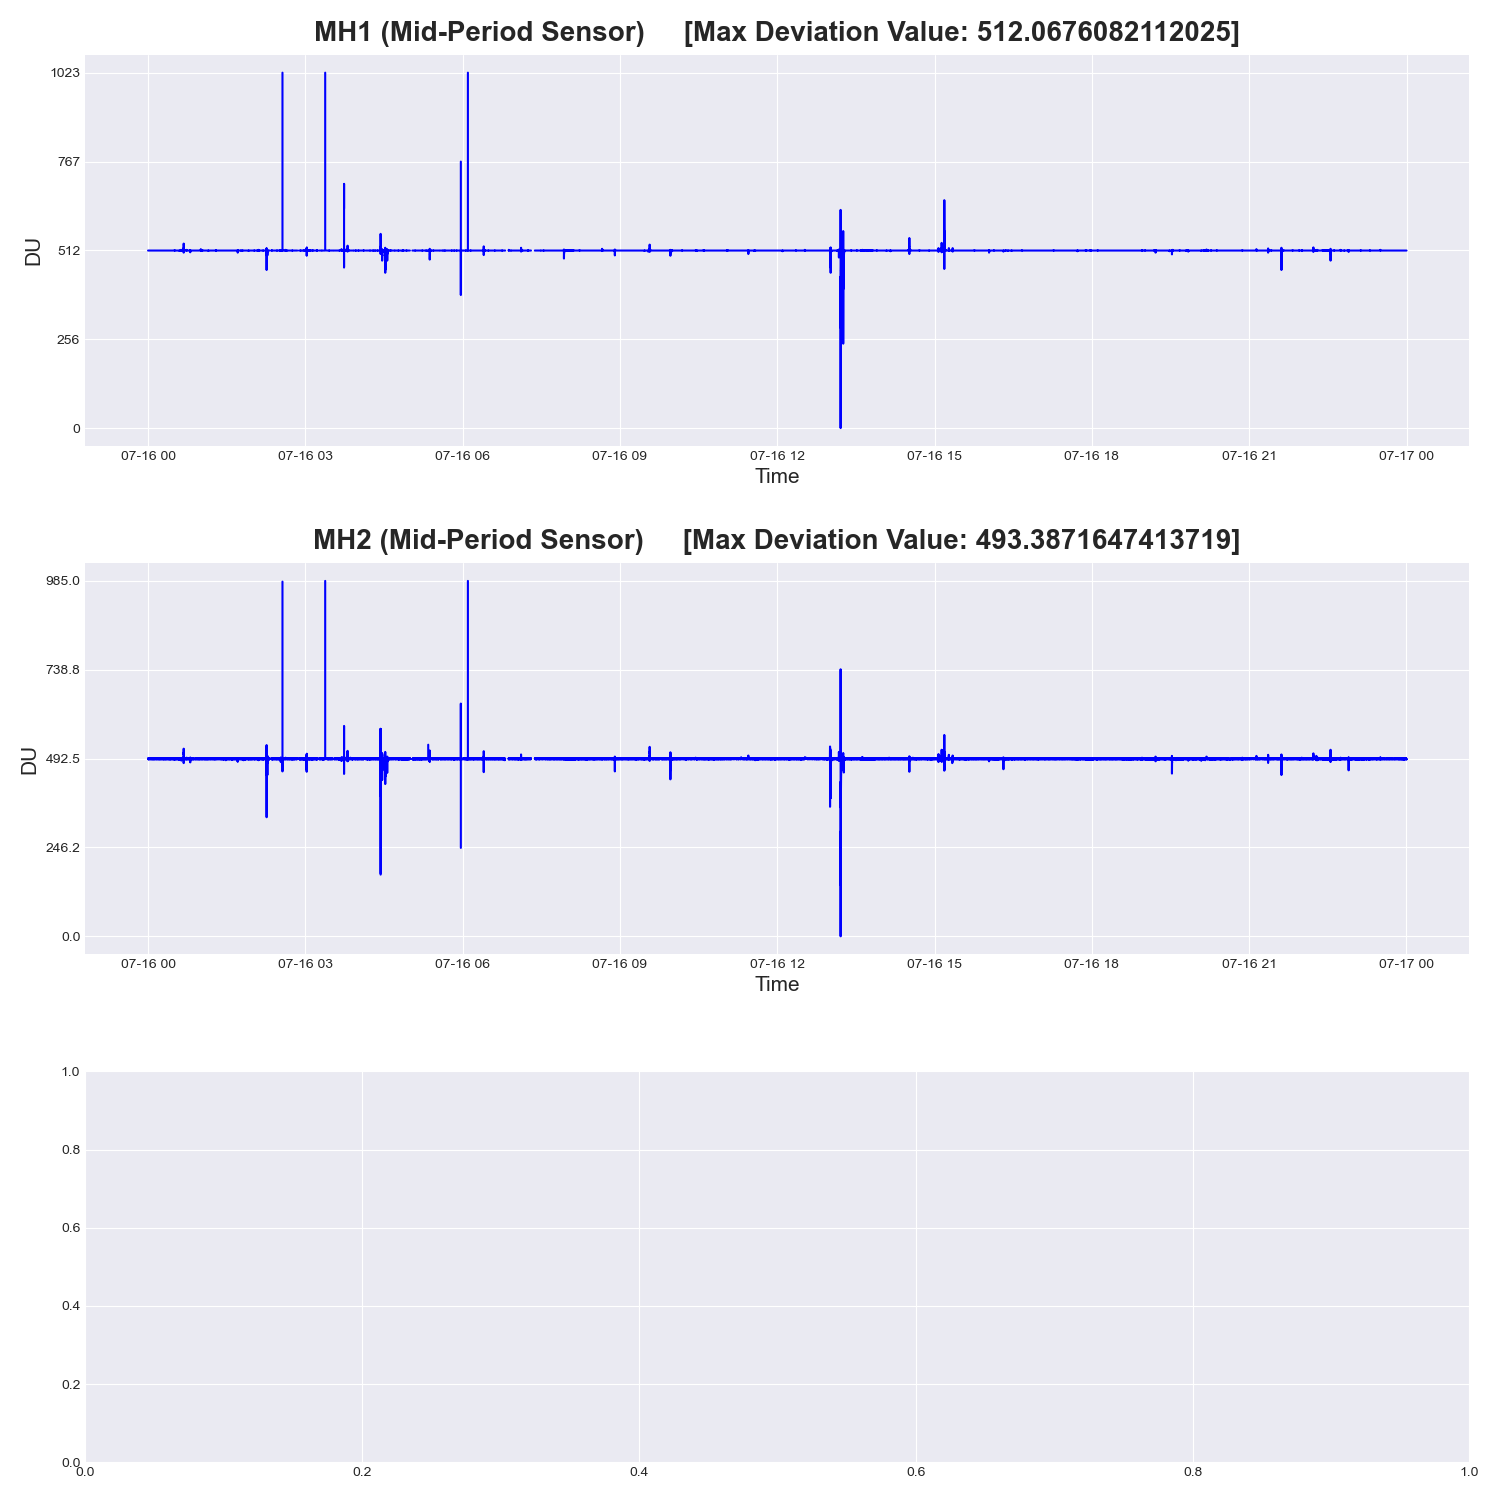 MH1 (Mid-Period Sensor) [Max Deviation Value: 512.0676082112025]
1023
767
512
256
0
DU
07-16 00 07-16 03 07-16 06 07-16 09 07-16 12 07-16 15 07-16 18 07-16 21 07-17 00
Time
MH2 (Mid-Period Sensor) [Max Deviation Value: 493.3871647413719]
985.0
738.8
492.5
246.2
0.0
DU
07-16 00 07-16 03 07-16 06 07-16 09 07-16 12 07-16 15 07-16 18 07-16 21 07-17 00
Time
1.0
0.8
0.6
0.4
0.2
0.0
0.0 0.2 0.4 0.6 0.8 1.0